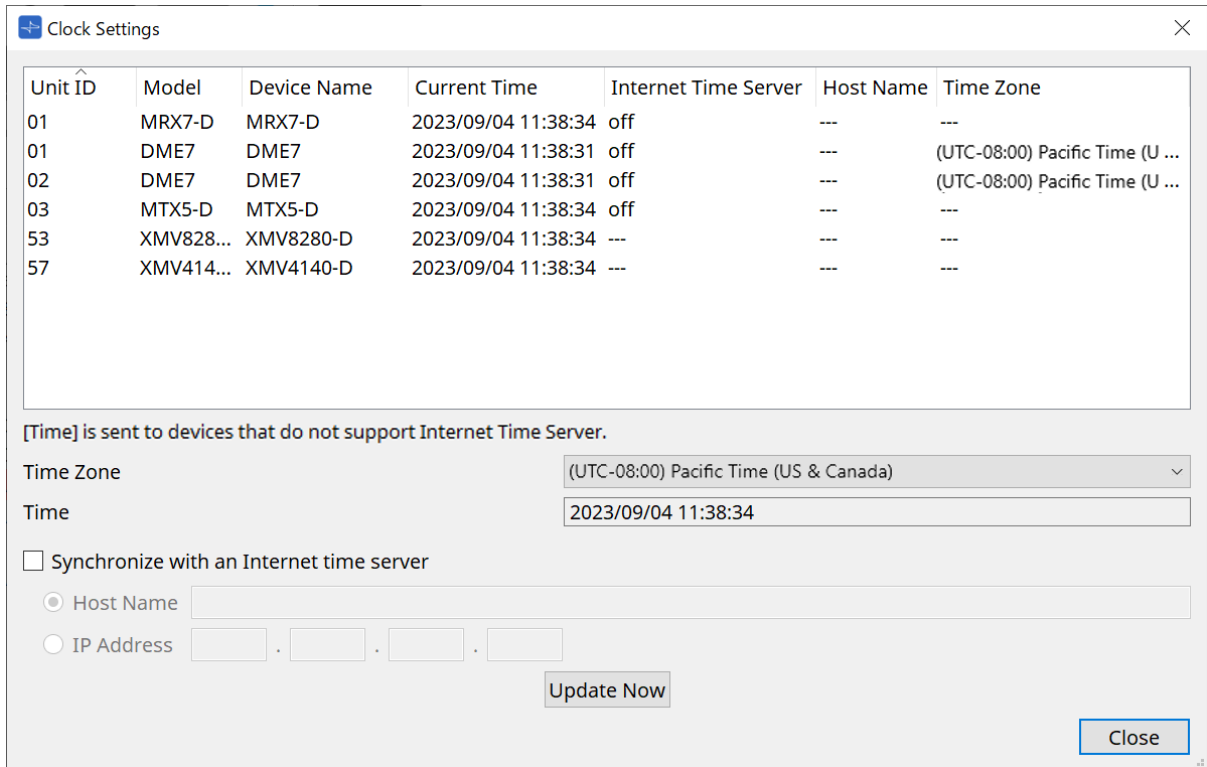 Clock Settings
Unit ID Model Device Name Current Time Internet Time Server Host Name Time Zone
01 MRX7-D MRX7-D 2023/09/04 11:38:34 off --- ---
01 DME7 DME7 2023/09/04 11:38:31 off --- (UTC-08:00) Pacific Time (U ...
02 DME7 DME7 2023/09/04 11:38:31 off --- (UTC-08:00) Pacific Time (U ...
03 MTX5-D MTX5-D 2023/09/04 11:38:34 off --- ---
53 XMV828... XMV8280-D 2023/09/04 11:38:34 --- --- ---
57 XMV414... XMV4140-D 2023/09/04 11:38:34 --- --- ---
[Time] is sent to devices that do not support Internet Time Server.
Time Zone (UTC-08:00) Pacific Time (US & Canada)
Time 2023/09/04 11:38:34
Synchronize with an Internet time server
Host Name
IP Address . . .
Update Now
Close